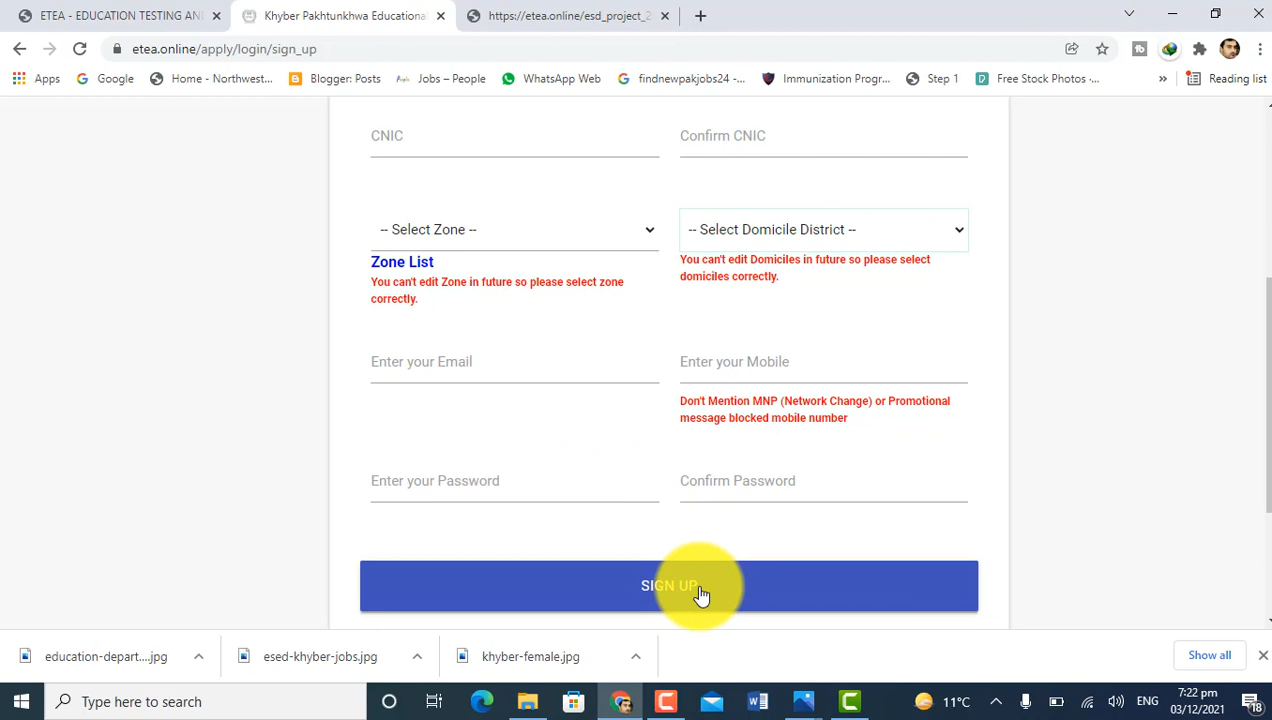 ETEA - EDUCATION TESTING AN
Khyber Pakhtunkhwa Educational
https://etea.online/esd_project_2
etea.online/apply/login/sign_up
Apps
Google
Home - Northwest...
Blogger: Posts
Jobs – People
WhatsApp Web
findnewpakjobs24 -...
Immunization Prog...
Step 1
Free Stock Photos -...
»
Reading list
CNIC
Confirm CNIC
-- Select Zone --
-- Select Domicile District --
Zone List
You can't edit Zone in future so please select zone
correctly.
You can't edit Domiciles in future so please select
domiciles correctly.
Enter your Email
Enter your Mobile
Don't Mention MNP (Network Change) or Promotional
message blocked mobile number
Enter your Password
Confirm Password
SIGN UP
education-depart....jpg
esed-khyber-jobs.jpg
khyber-female.jpg
Show all
Type here to search
11°C
ENG
7:22 pm
03/12/2021
18